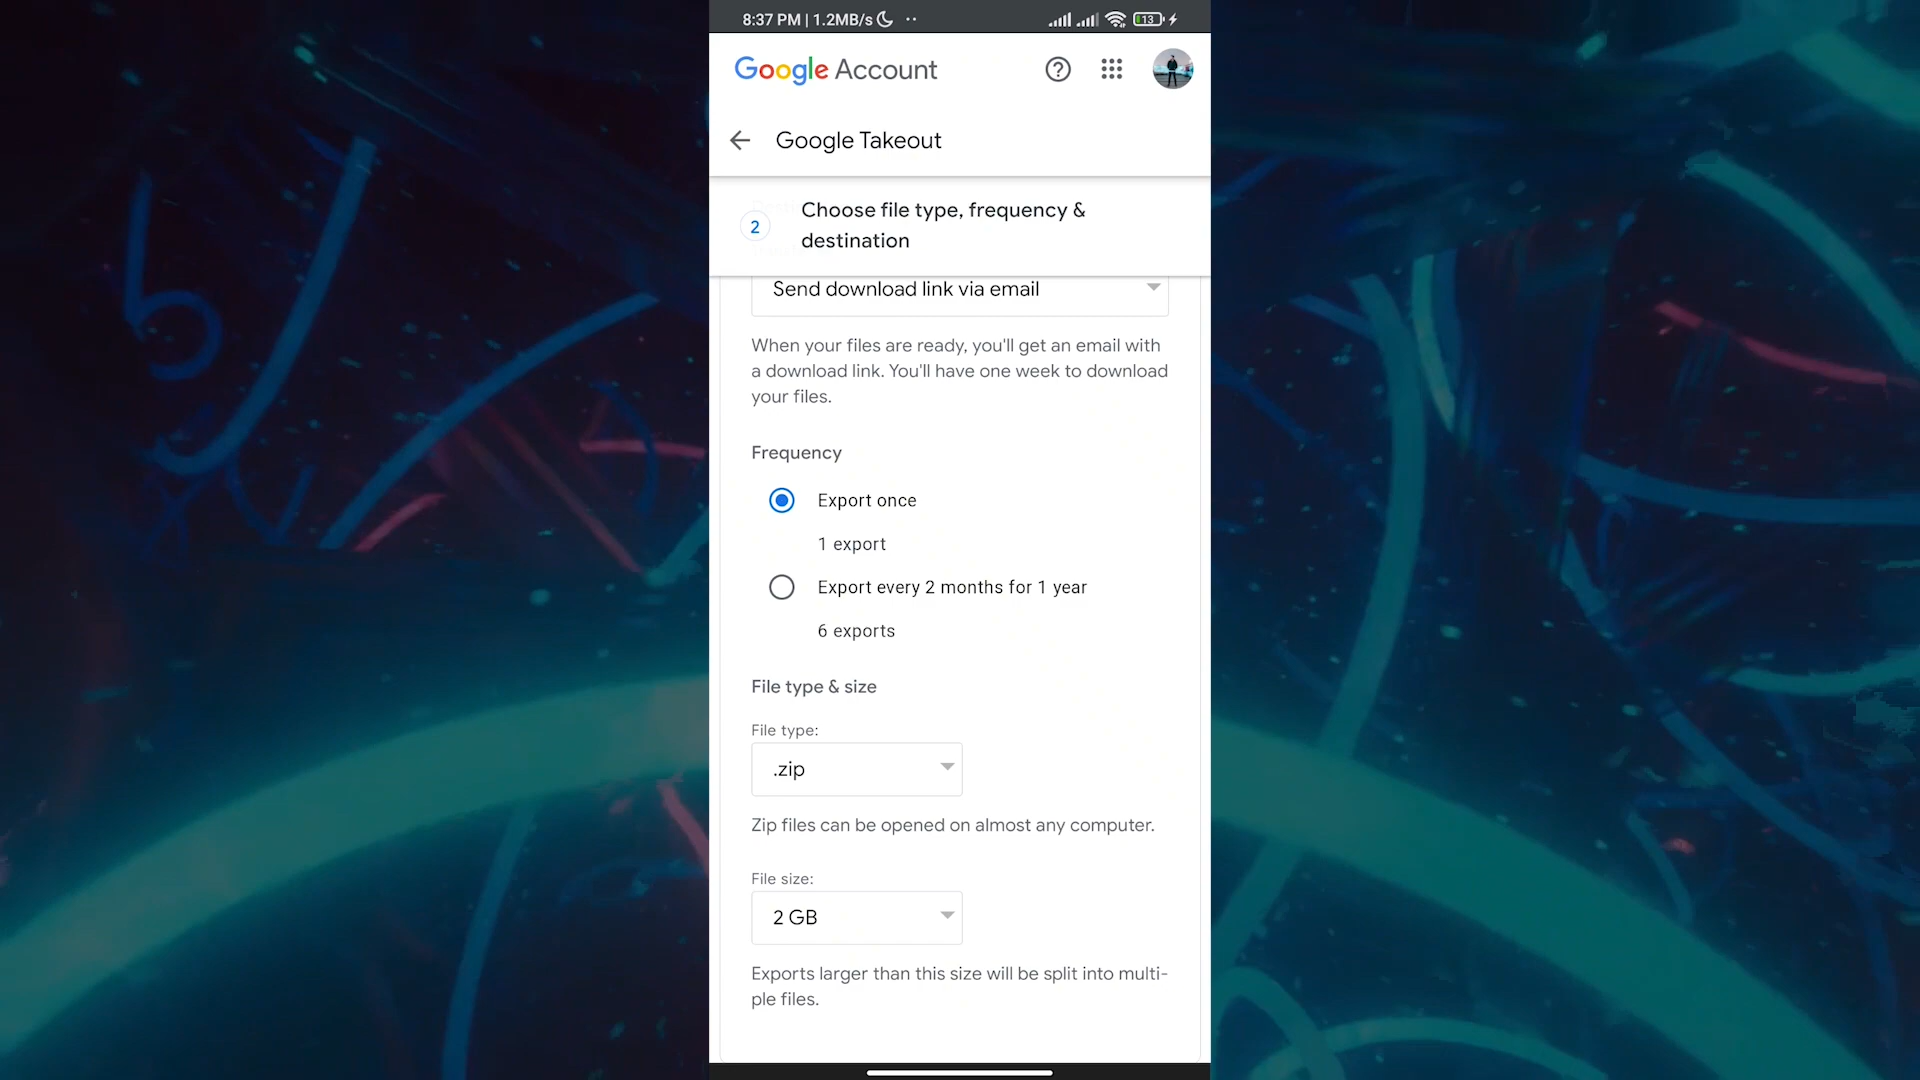 8:37 PM | 1.2MB/s
13
Google Account
Google Takeout
2
Choose file type, frequency &
destination
Send download link via email
When your files are ready, you'll get an email with
a download link. You'll have one week to download
your files.
Frequency
Export once
1 export
Export every 2 months for 1 year
6 exports
File type & size
File type:
.zip
Zip files can be opened on almost any computer.
File size:
2 GB
Exports larger than this size will be split into multi-
ple files.